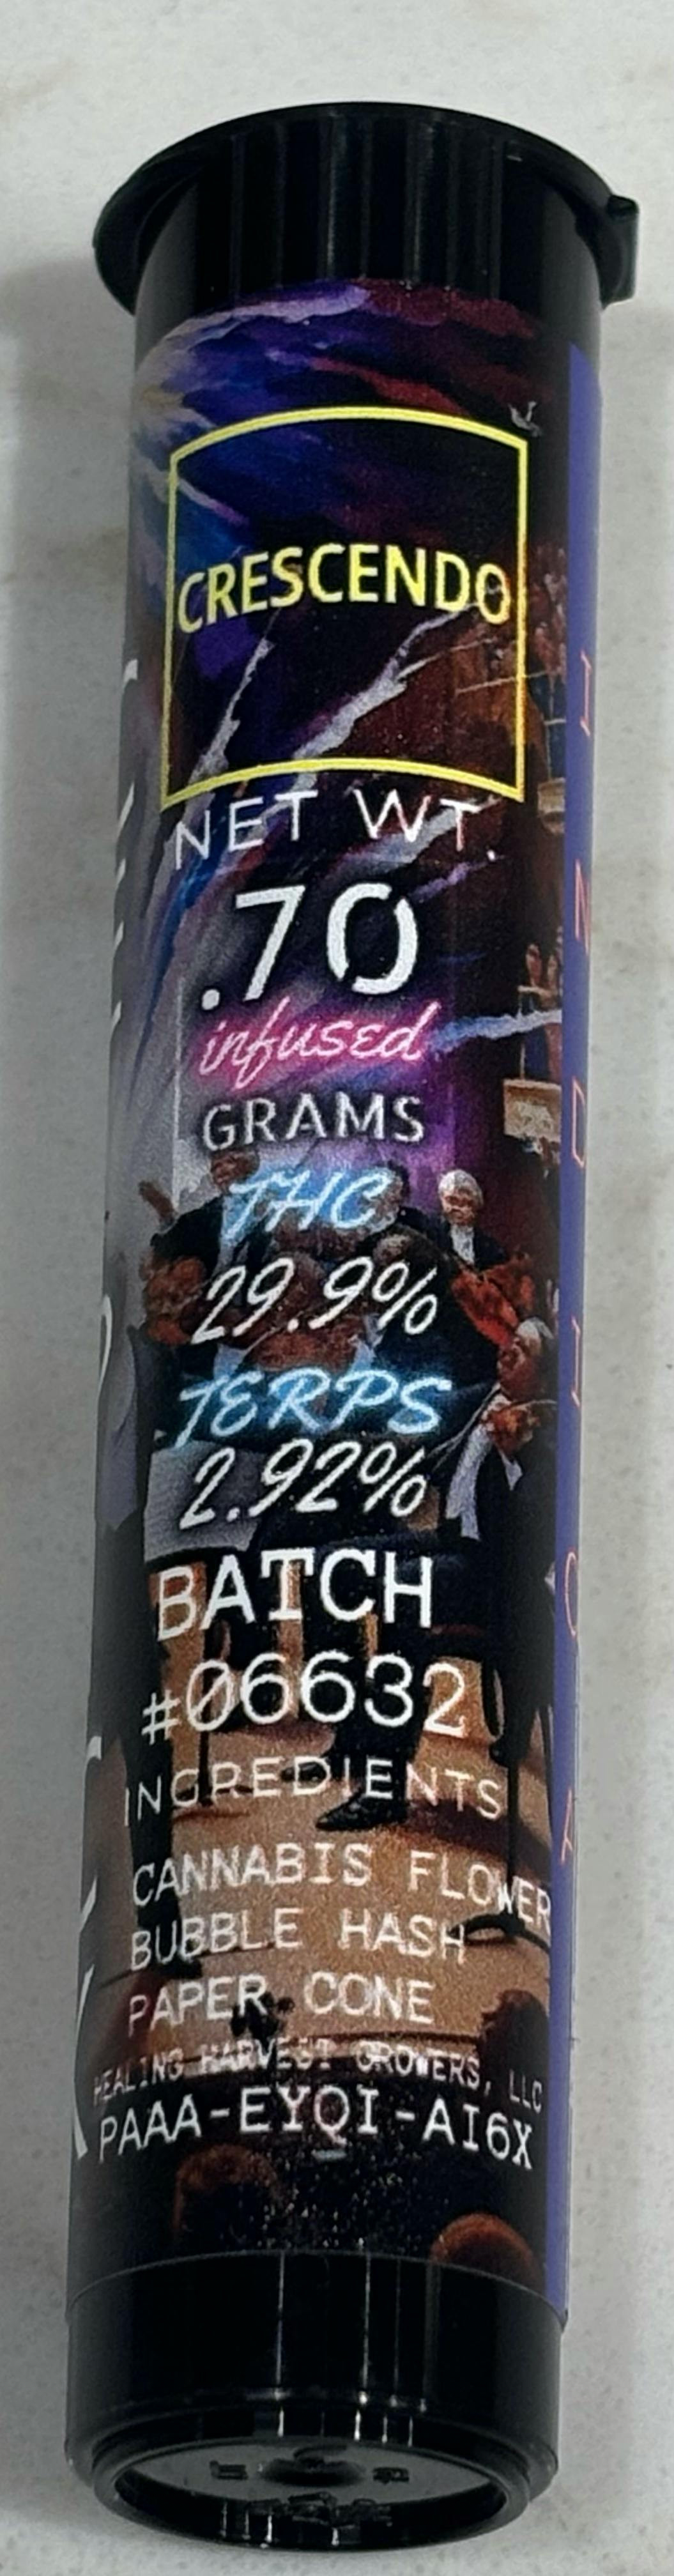 CRESCENDO
NET WT.
.70
infused
GRAMS
THC
29.9%
TERPS
2.92%
BATCH
#06632
INGREDIENTS
CANNABIS FLOWER
BUBBLE HASH
PAPER CONE
HEALING HARVEST GROWERS, LLC
PAAA-EYQI-AI6X
INDICA